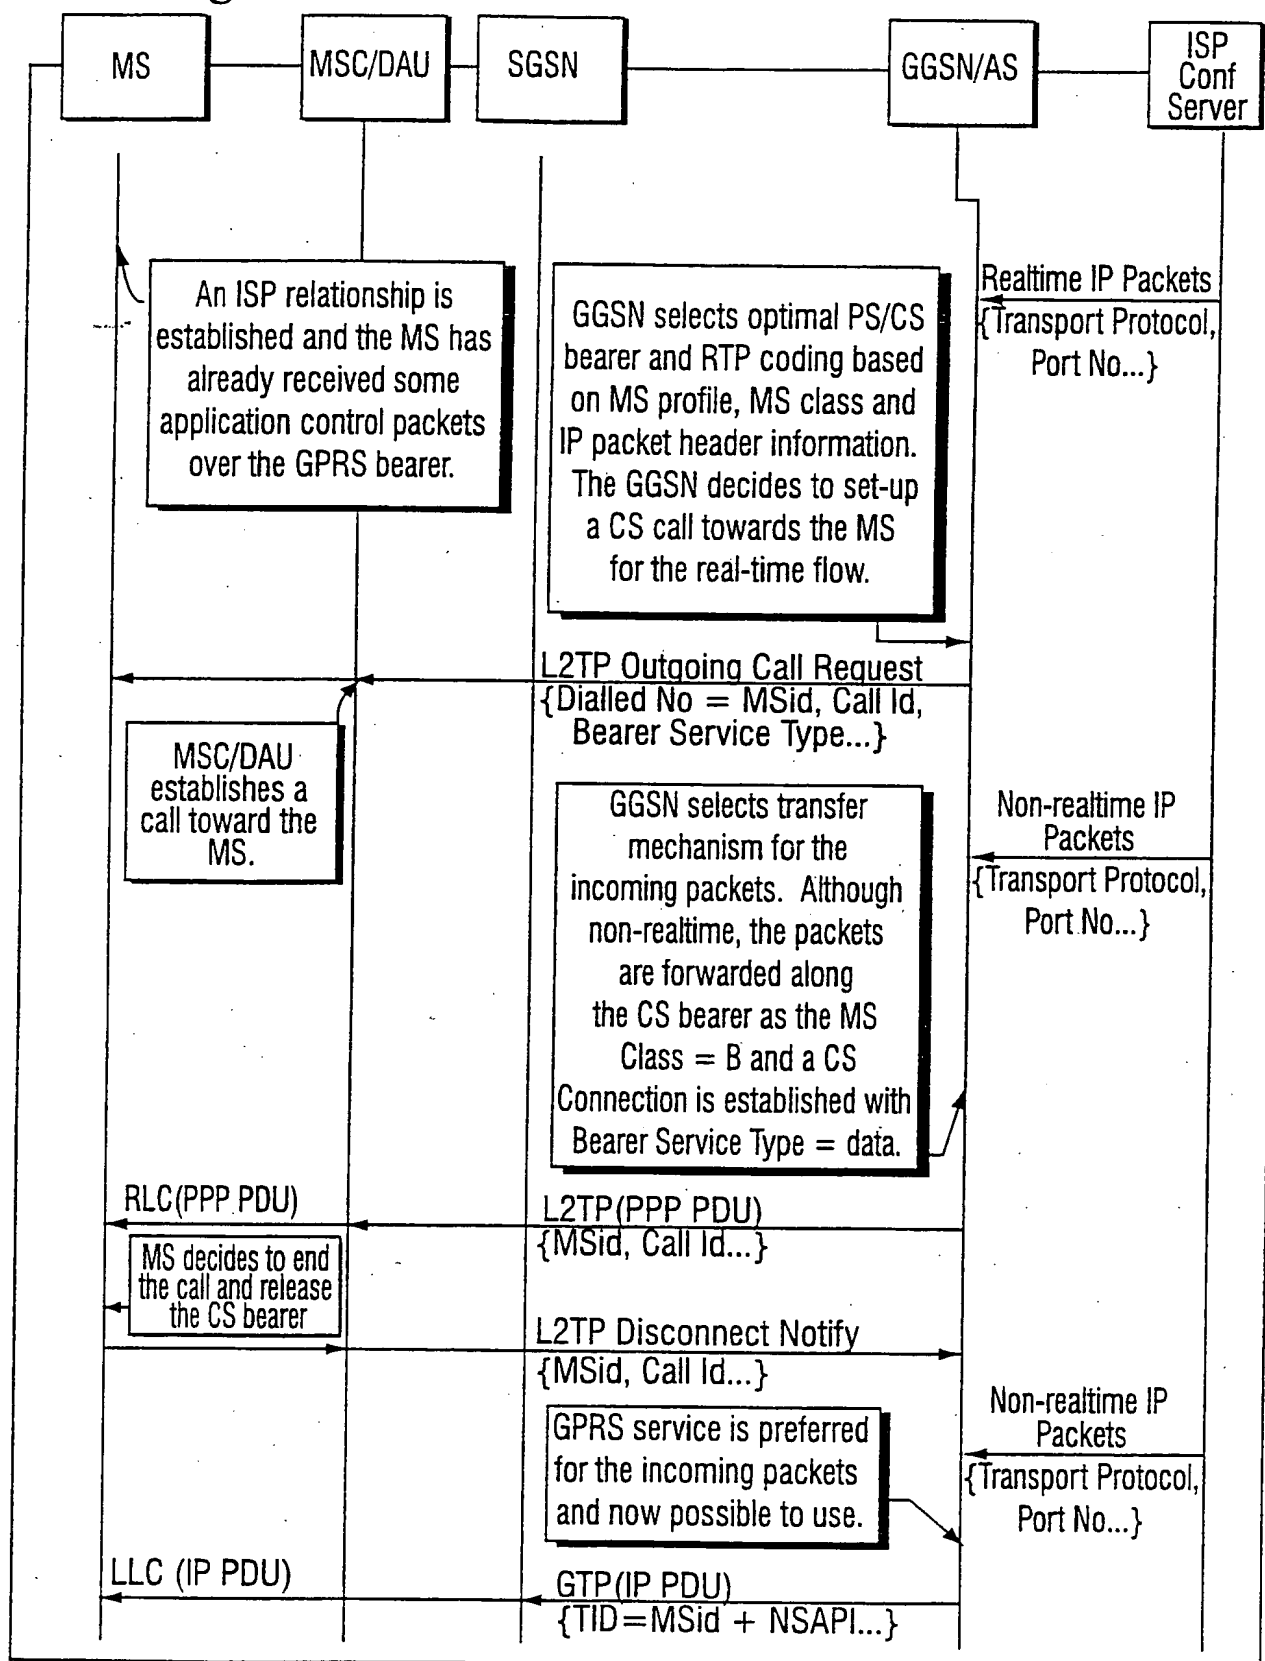 MS
MSC/DAU
SGSN
GGSN/AS
ISP
Conf
Server
An ISP relationship is
established and the MS has
already received some
application control packets
over the GPRS bearer.
GGSN selects optimal PS/CS
bearer and RTP coding based
on MS profile, MS class and
IP packet header information.
The GGSN decides to set-up
a CS call towards the MS
for the real-time flow.
Realtime IP Packets
{Transport Protocol,
Port No...}
L2TP Outgoing Call Request
{Dialled No = MSid, Call Id,
Bearer Service Type...}
MSC/DAU
establishes a
call toward the
MS.
GGSN selects transfer
mechanism for the
incoming packets. Although
non-realtime, the packets
are forwarded along
the CS bearer as the MS
Class = B and a CS
Connection is established with
Bearer Service Type = data.
Non-realtime IP
Packets
{Transport Protocol,
Port No...}
RLC(PPP PDU)
L2TP(PPP PDU)
{MSid, Call Id...}
MS decides to end
the call and release
the CS bearer
L2TP Disconnect Notify
{MSid, Call Id...}
GPRS service is preferred
for the incoming packets
and now possible to use.
Non-realtime IP
Packets
{Transport Protocol,
Port No...}
LLC (IP PDU)
GTP(IP PDU)
{TID=MSid + NSAPI...}